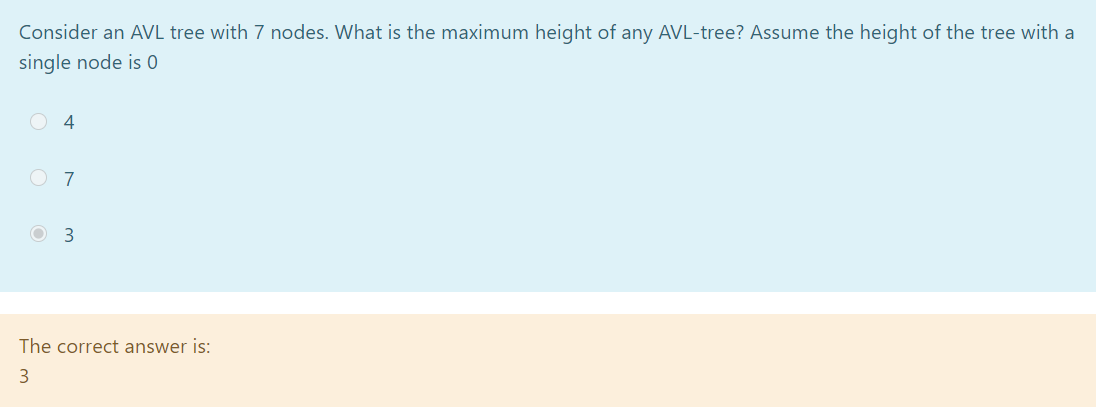 Consider an AVL tree with 7 nodes. What is the maximum height of any AVL-tree? Assume the height of the tree with a
single node is 0
4
7
3
The correct answer is:
3